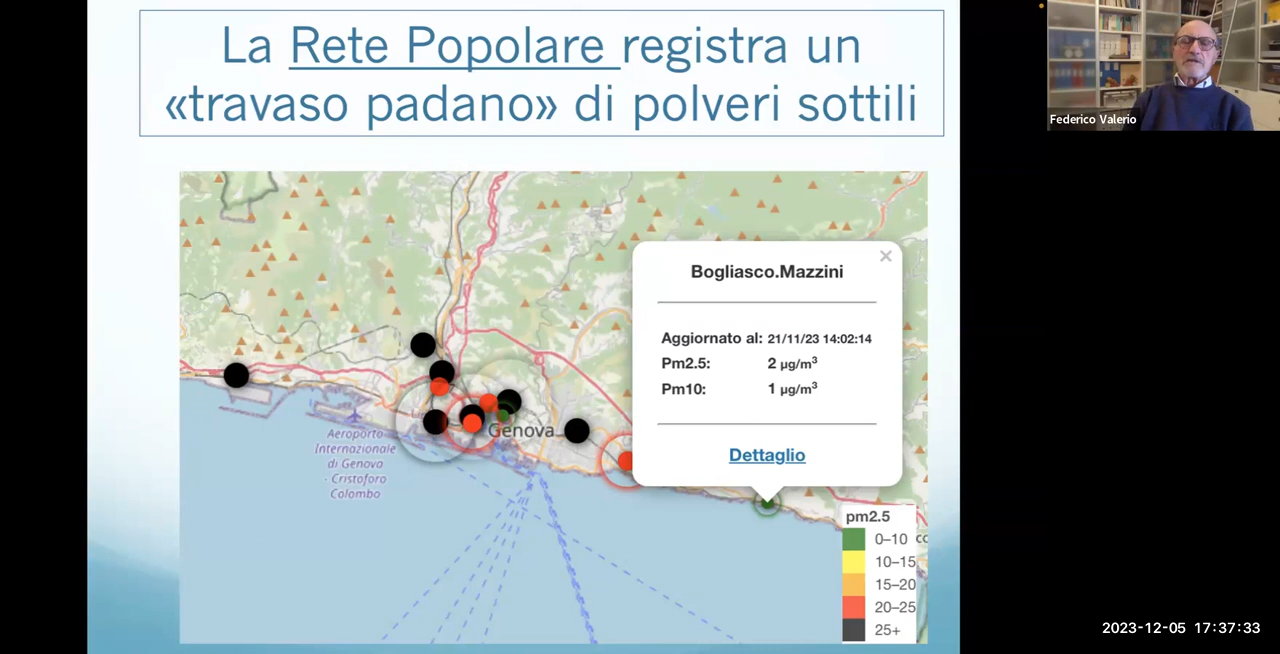 La Rete Popolare registra un
«travaso padano» di polveri sottili
Federico Valerio
Bogliasco.Mazzini
×
Aggiornato al: 21/11/23 14:02:14
Pm2.5: 2 µg/m³
Pm10: 1 µg/m³
Dettaglio
Genova
Aeroporto
Internazionale
di Genova
- Cristoforo
Colombo
pm2.5
0–10
10–15
15–20
20–25
25+
2023-12-05 17:37:33